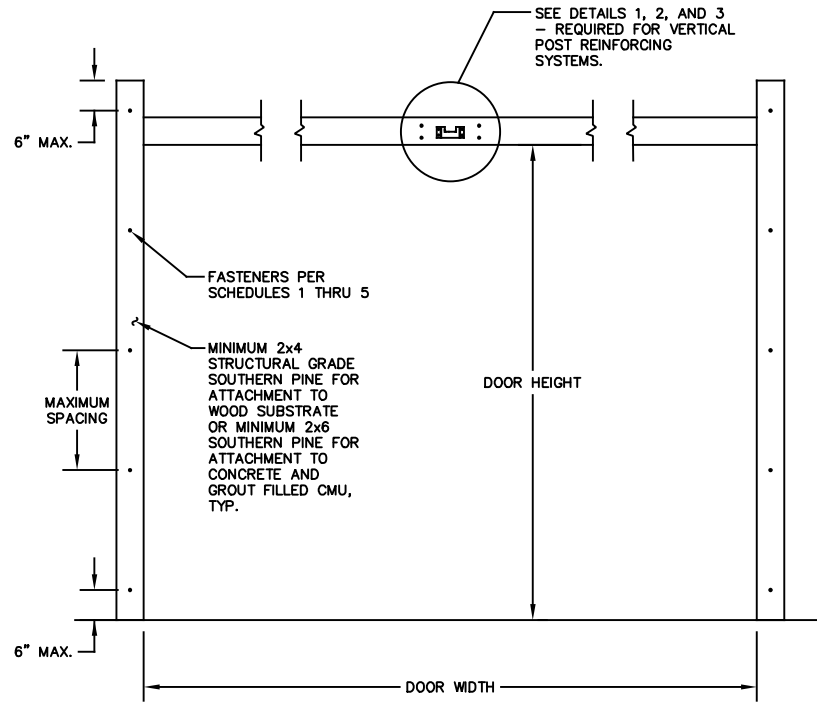 SEE DETAILS 1, 2, AND 3
– REQUIRED FOR VERTICAL
POST REINFORCING
SYSTEMS.
6" MAX.
FASTENERS PER
SCHEDULES 1 THRU 5
MINIMUM 2x4
STRUCTURAL GRADE
SOUTHERN PINE FOR
ATTACHMENT TO
WOOD SUBSTRATE
OR MINIMUM 2x6
SOUTHERN PINE FOR
ATTACHMENT TO
CONCRETE AND
GROUT FILLED CMU,
TYP.
MAXIMUM
SPACING
DOOR HEIGHT
6" MAX.
DOOR WIDTH